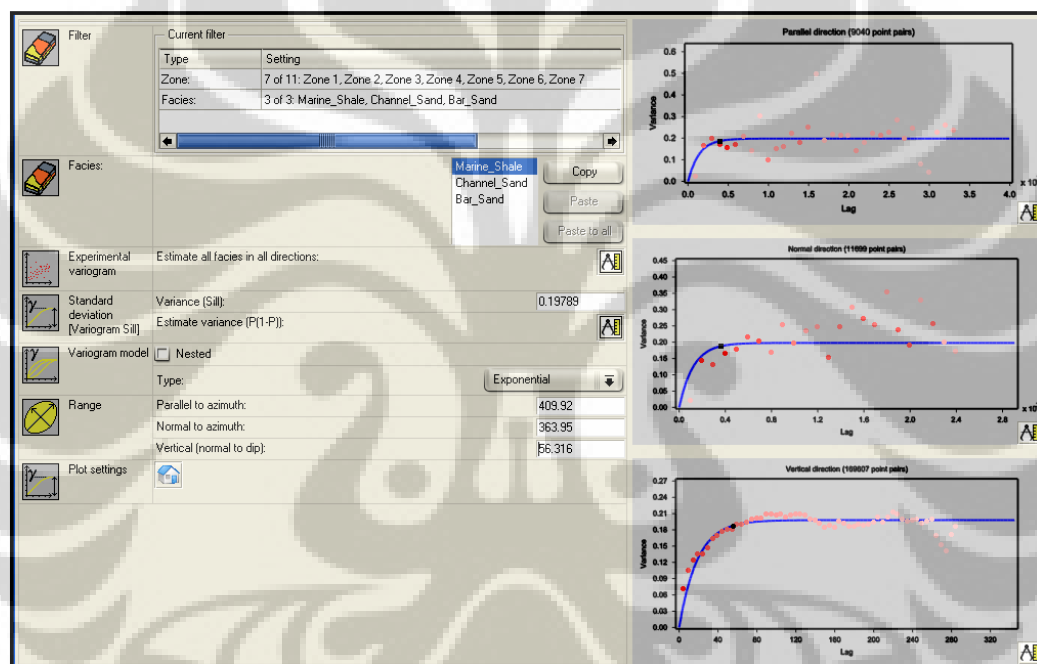 Filter
Current filter
Type Setting
Zone: 7 of 11: Zone 1, Zone 2, Zone 3, Zone 4, Zone 5, Zone 6, Zone 7
Facies: 3 of 3: Marine_Shale, Channel_Sand, Bar_Sand
Facies:
Marine_Shale
Channel_Sand
Bar_Sand
Copy
Paste
Paste to all
Experimental variogram
Estimate all facies in all directions:
Standard deviation [Variogram Sill]
Variance (Sill): 0.19789
Estimate variance (P(1-P)):
Variogram model
Nested
Type: Exponential
Range
Parallel to azimuth: 409.92
Normal to azimuth: 363.95
Vertical (normal to dip): 56.316
Plot settings
Parallel direction (9040 point pairs)
Variance
0.6
0.5
0.4
0.3
0.2
0.1
0.0
0.0 0.5 1.0 1.5 2.0 2.5 3.0 3.5 4.0
Lag
Normal direction (11699 point pairs)
Variance
0.45
0.40
0.35
0.30
0.25
0.20
0.15
0.10
0.05
0.00
0.0 0.4 0.8 1.2 1.6 2.0 2.4 2.8
Lag
Vertical direction (169607 point pairs)
Variance
0.27
0.24
0.21
0.18
0.15
0.12
0.09
0.06
0.03
0.00
0 40 80 120 160 200 240 280 320
Lag